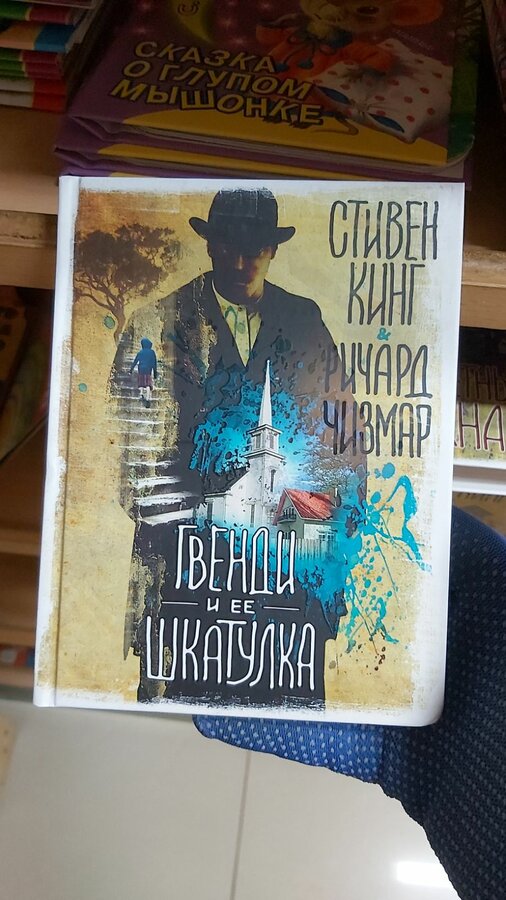 СКАЗКА
О ГЛУПОМ
МЫШОНКЕ
СТИВЕН
КИНГ
&
РИЧАРД
ЧИЗМАР
ГВЕНДИ
И ЕЕ
ШКАТУЛКА